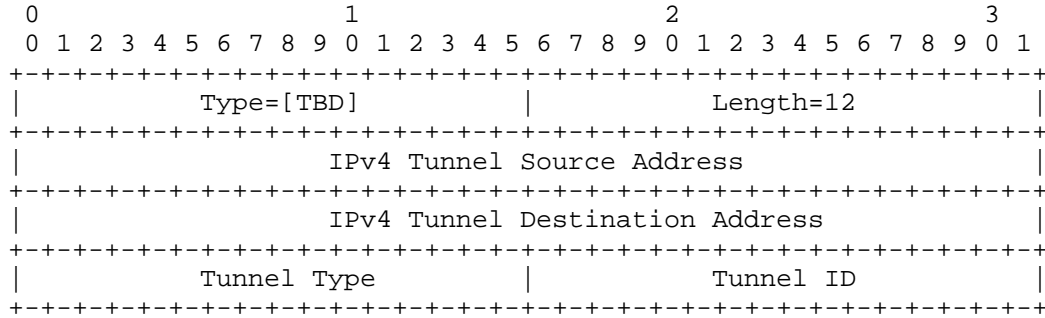 0                   1                   2                   3
 0 1 2 3 4 5 6 7 8 9 0 1 2 3 4 5 6 7 8 9 0 1 2 3 4 5 6 7 8 9 0 1
+-+-+-+-+-+-+-+-+-+-+-+-+-+-+-+-+-+-+-+-+-+-+-+-+-+-+-+-+-+-+-+-+
|           Type=[TBD]          |           Length=12           |
+-+-+-+-+-+-+-+-+-+-+-+-+-+-+-+-+-+-+-+-+-+-+-+-+-+-+-+-+-+-+-+-+
|                   IPv4 Tunnel Source Address                  |
+-+-+-+-+-+-+-+-+-+-+-+-+-+-+-+-+-+-+-+-+-+-+-+-+-+-+-+-+-+-+-+-+
|                   IPv4 Tunnel Destination Address             |
+-+-+-+-+-+-+-+-+-+-+-+-+-+-+-+-+-+-+-+-+-+-+-+-+-+-+-+-+-+-+-+-+
|           Tunnel Type         |           Tunnel ID           |
+-+-+-+-+-+-+-+-+-+-+-+-+-+-+-+-+-+-+-+-+-+-+-+-+-+-+-+-+-+-+-+-+